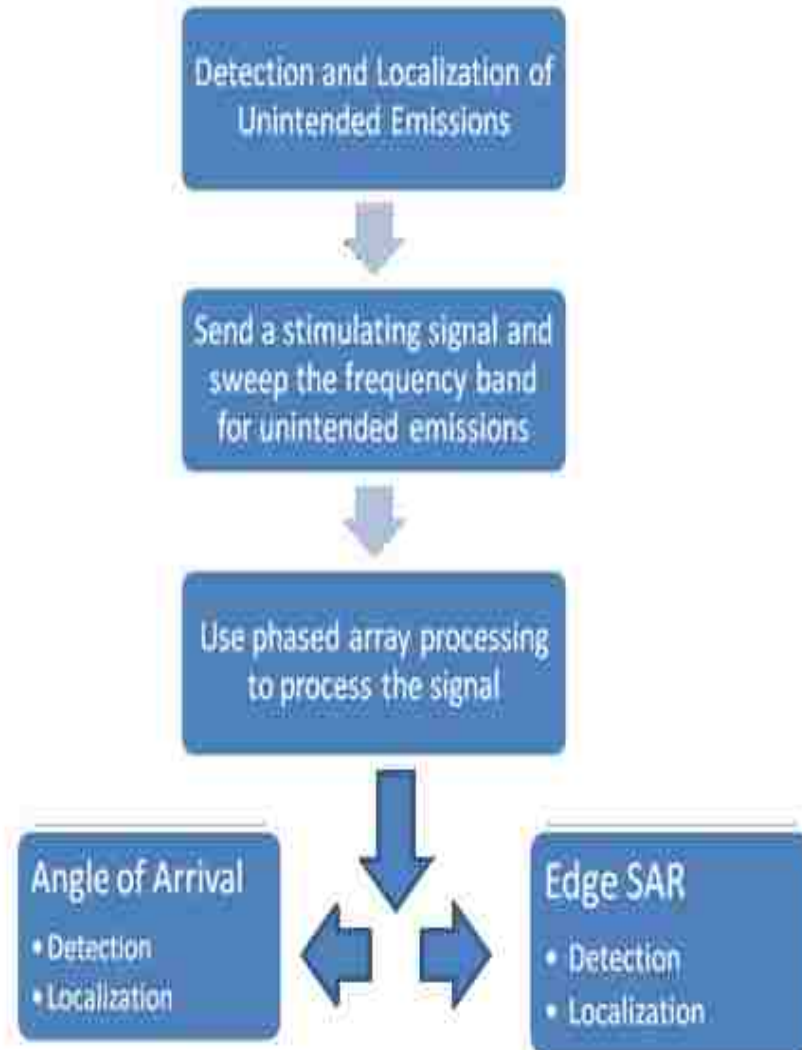 Detection and Localization of
Unintended Emissions
Send a stimulating signal and
sweep the frequency band
for unintended emissions
Use phased array processing
to process the signal
Angle of Arrival
• Detection
• Localization
Edge SAR
• Detection
• Localization